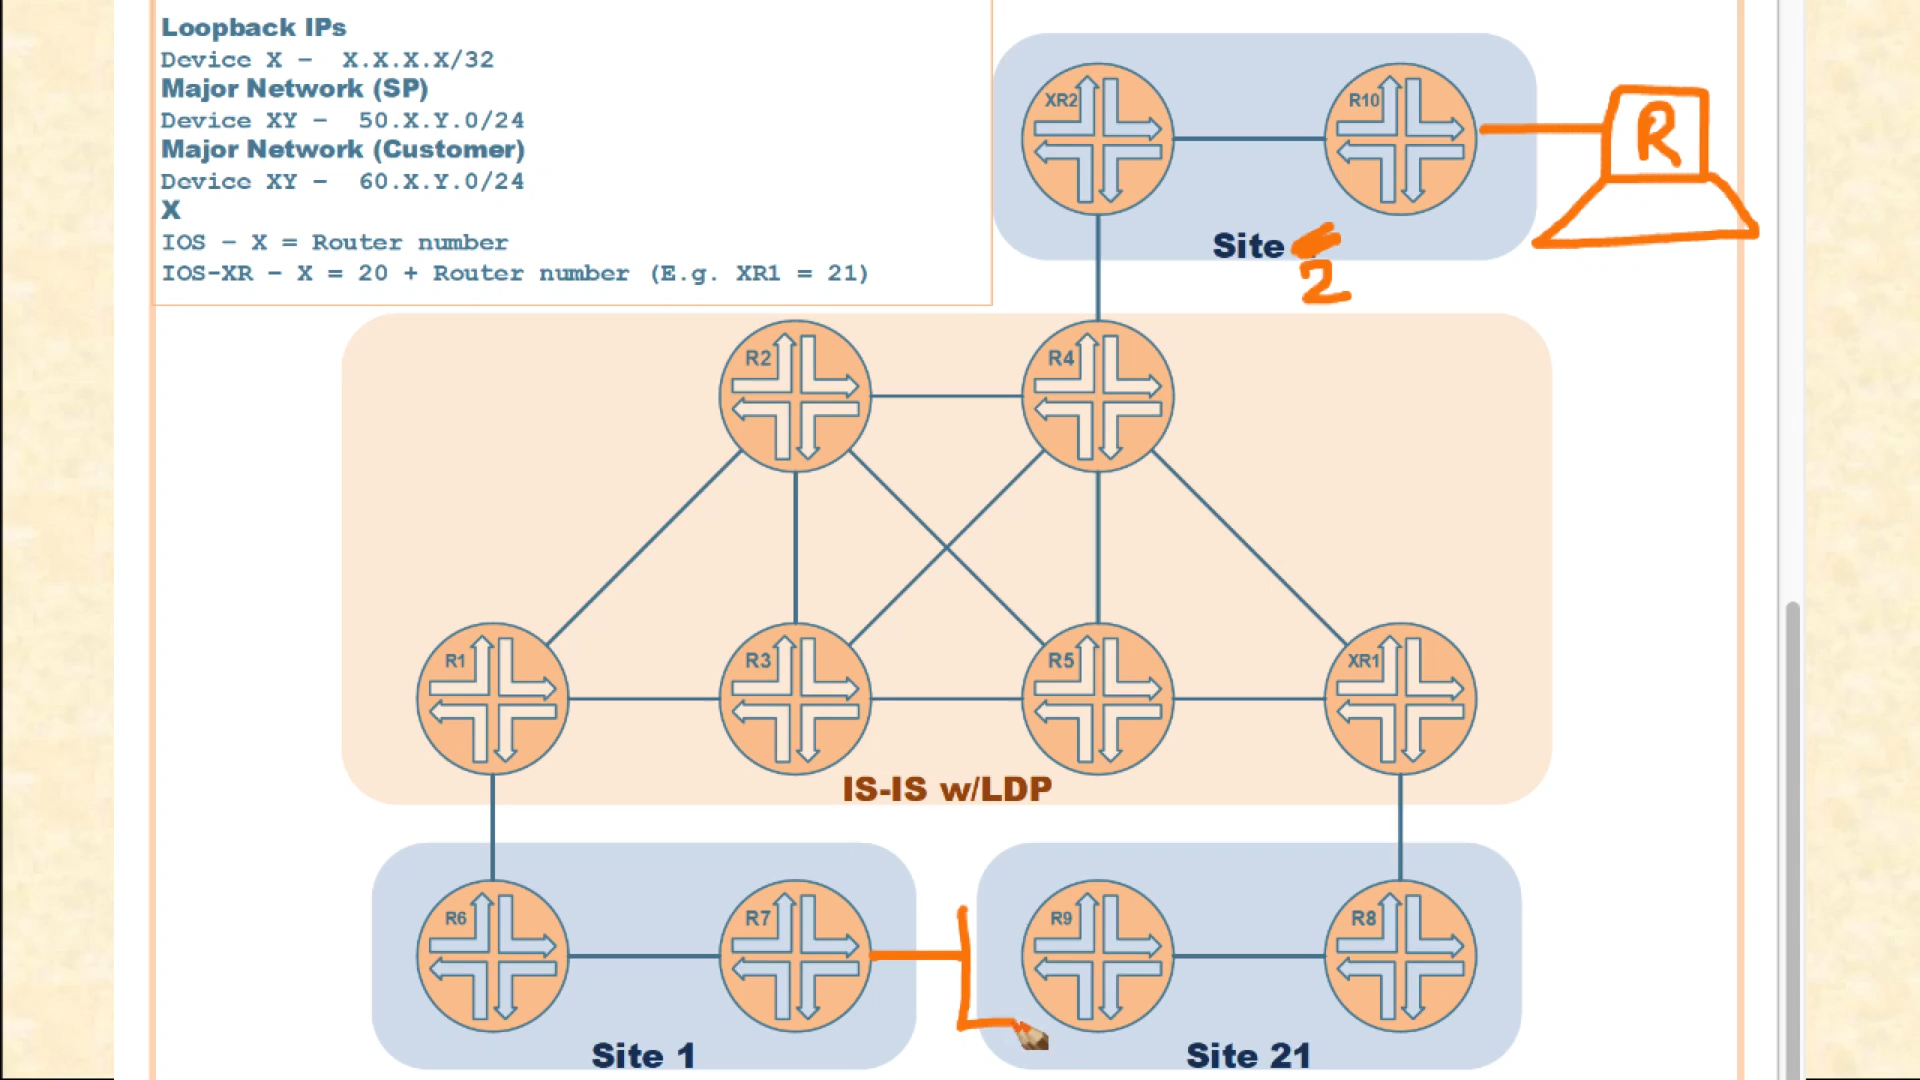 Loopback IPs
Device X - X.X.X.X/32
Major Network (SP)
Device XY - 50.X.Y.0/24
Major Network (Customer)
Device XY - 60.X.Y.0/24
X
IOS - X = Router number
IOS-XR - X = 20 + Router number (E.g. XR1 = 21)
XR2
R10
R
Site
2
R2
R4
R1
R3
R5
XR1
IS-IS w/LDP
R6
R7
R9
R8
Site 1
Site 21